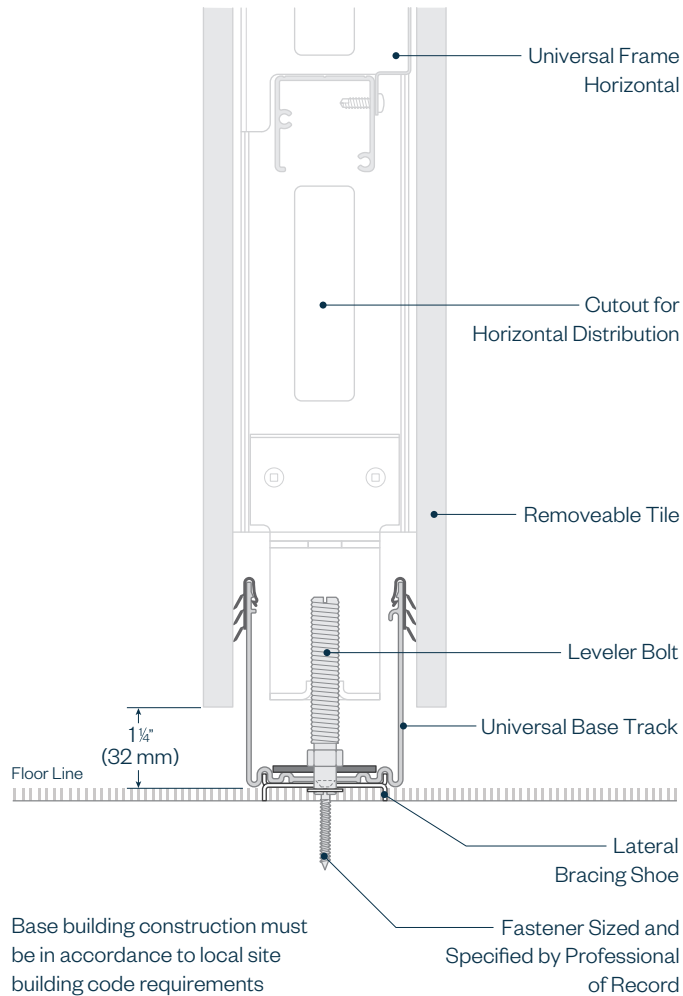 Universal Frame
Horizontal
Cutout for
Horizontal Distribution
Removeable Tile
Leveler Bolt
Universal Base Track
1¼"
(32 mm)
Floor Line
Lateral
Bracing Shoe
Base building construction must
be in accordance to local site
building code requirements
Fastener Sized and
Specified by Professional
of Record